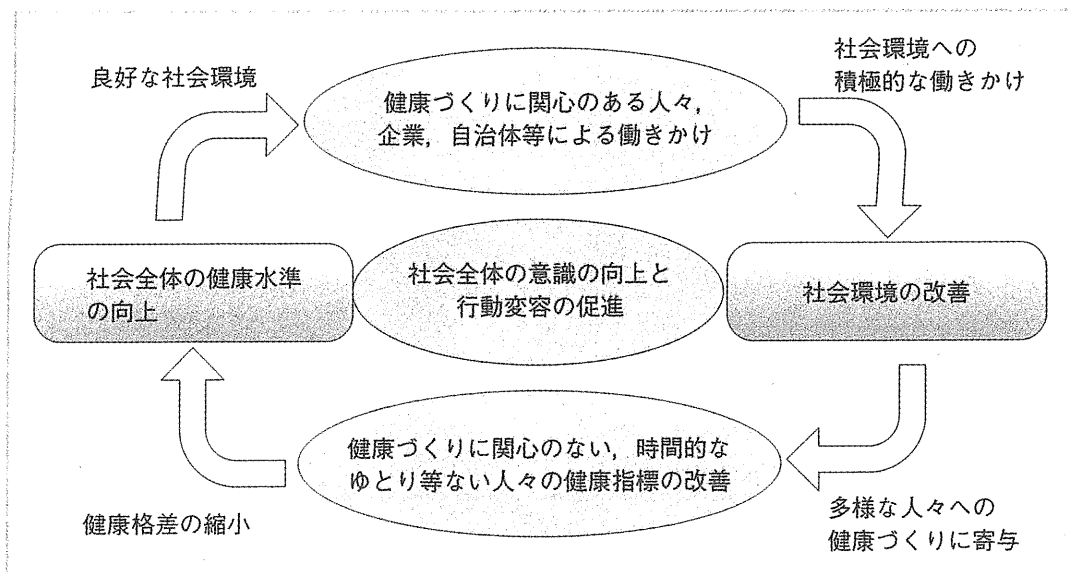 良好な社会環境
健康づくりに関心のある人々，
企業，自治体等による働きかけ
社会環境への
積極的な働きかけ
社会全体の健康水準
の向上
社会全体の意識の向上と
行動変容の促進
社会環境の改善
健康づくりに関心のない，時間的な
ゆとり等ない人々の健康指標の改善
健康格差の縮小
多様な人々への
健康づくりに寄与